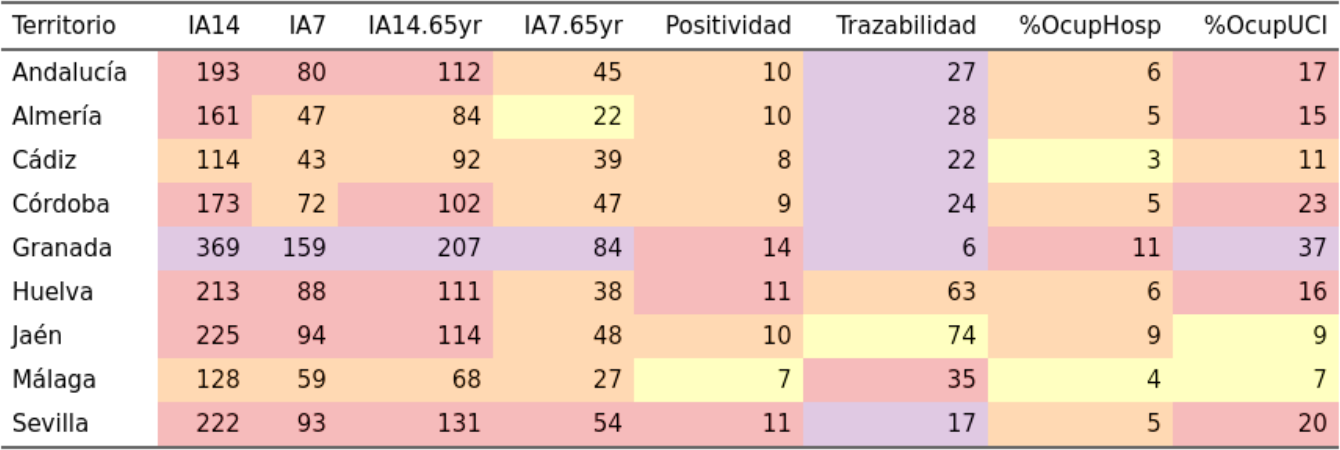 Territorio IA14 IA7 IA14.65yr IA7.65yr Positividad Trazabilidad %OcupHosp %OcupUCI
Andalucía 193 80 112 45 10 27 6 17
Almería 161 47 84 22 10 28 5 15
Cádiz 114 43 92 39 8 22 3 11
Córdoba 173 72 102 47 9 24 5 23
Granada 369 159 207 84 14 6 11 37
Huelva 213 88 111 38 11 63 6 16
Jaén 225 94 114 48 10 74 9 9
Málaga 128 59 68 27 7 35 4 7
Sevilla 222 93 131 54 11 17 5 20